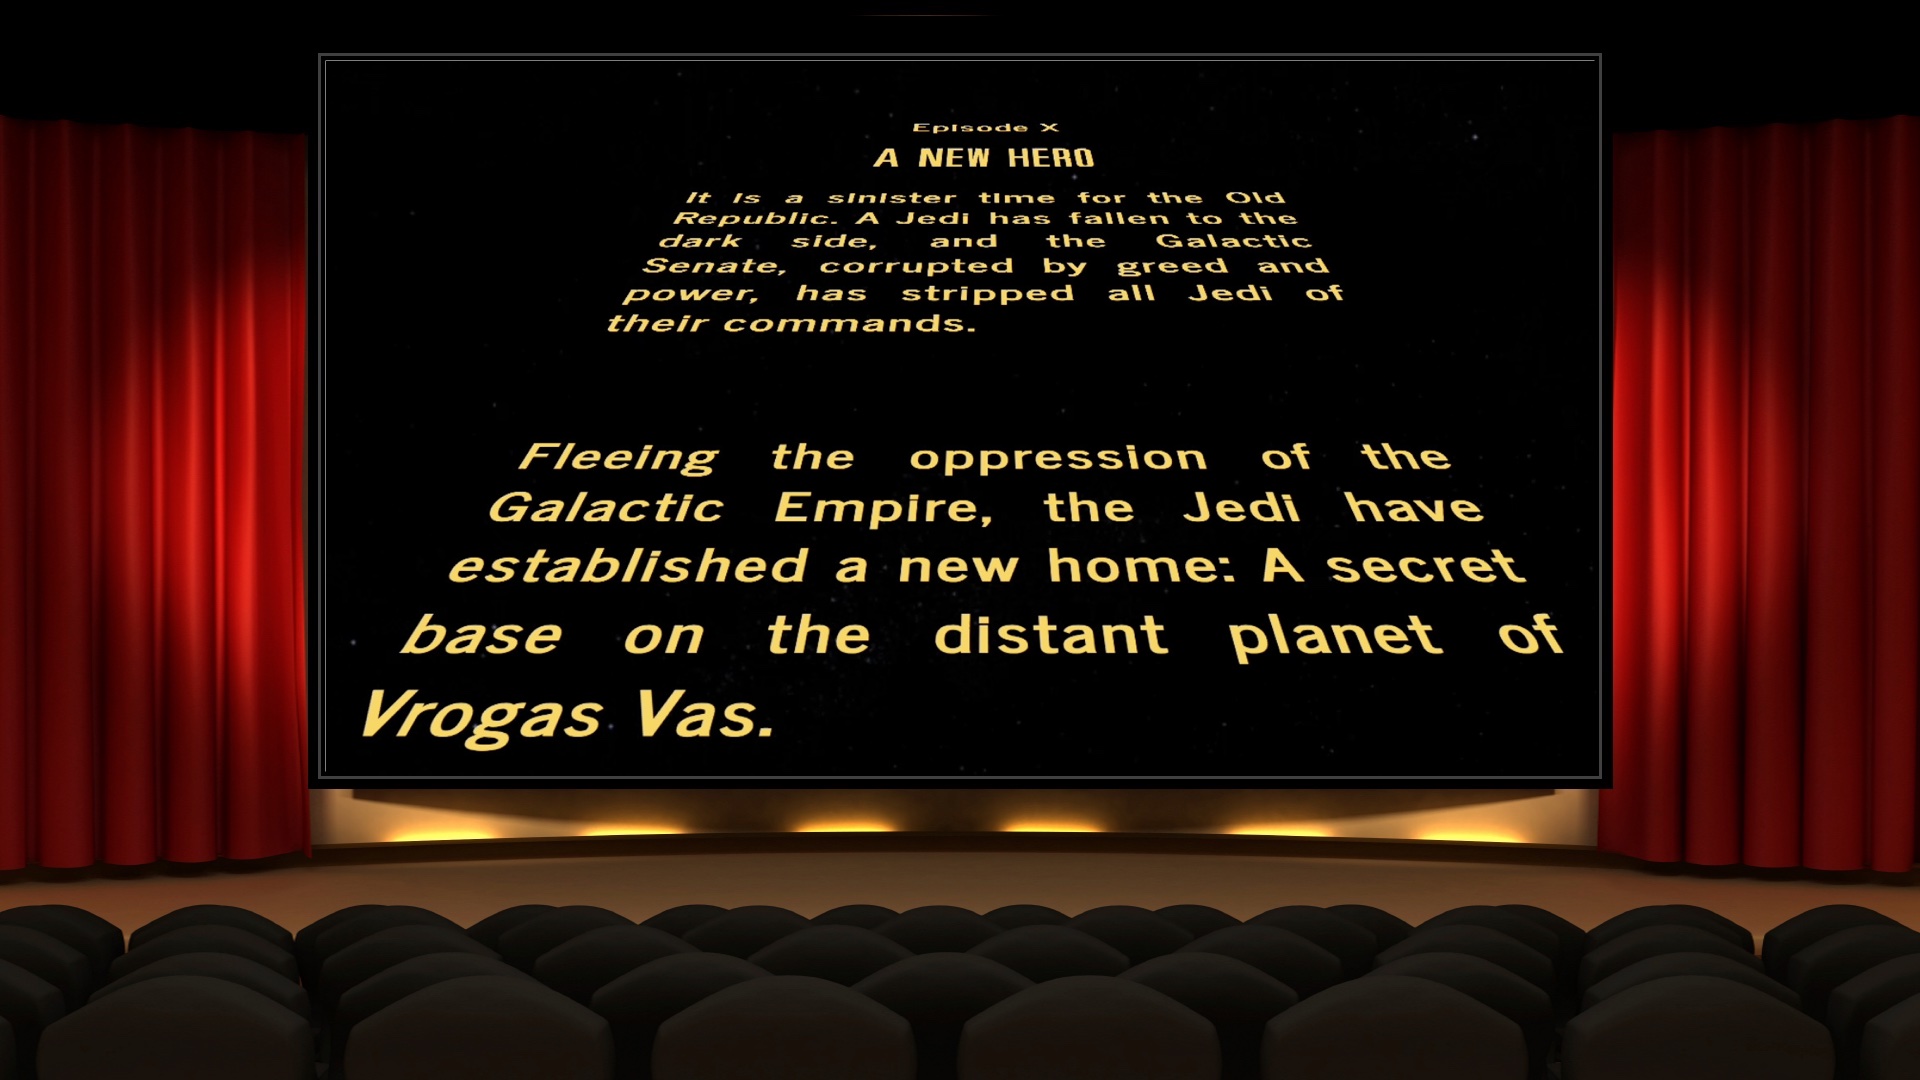 Episode X
A NEW HERO
It is a sinister time for the Old
Republic. A Jedi has fallen to the
dark side, and the Galactic
Senate, corrupted by greed and
power, has stripped all Jedi of
their commands.
Fleeing the oppression of the
Galactic Empire, the Jedi have
established a new home: A secret
base on the distant planet of
Vrogas Vas.